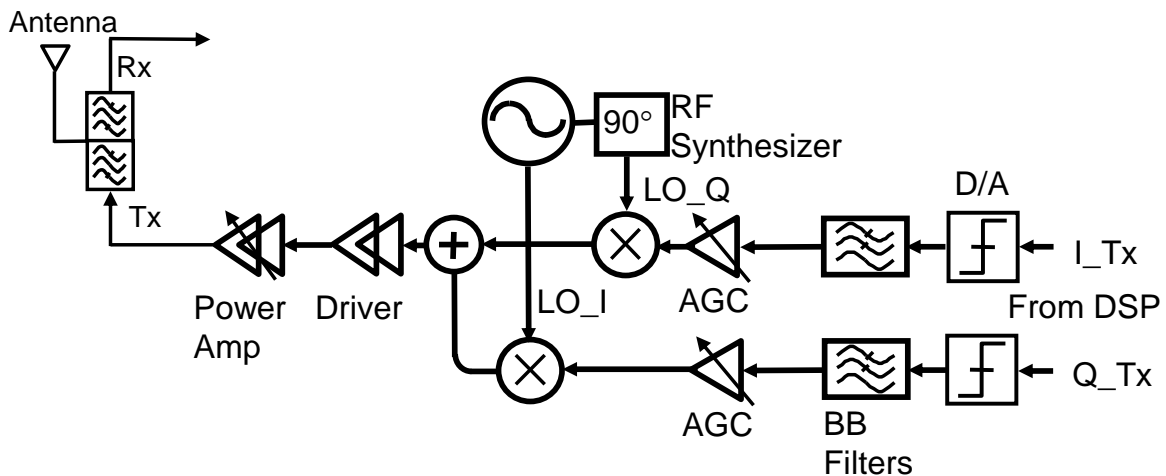 Antenna
Rx
90°
RF
Synthesizer
LO_Q
D/A
Tx
I_Tx
Power
Amp
Driver
LO_I
AGC
From DSP
Q_Tx
AGC
BB
Filters